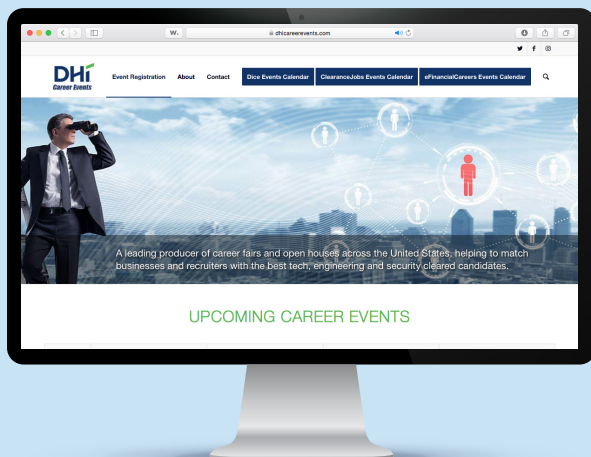 W.
dhicareerevents.com
DHi
Career Events
Event Registration About Contact Dice Events Calendar ClearanceJobs Events Calendar eFinancialCareers Events Calendar
A leading producer of career fairs and open houses across the United States, helping to match
businesses and recruiters with the best tech, engineering and security cleared candidates.
UPCOMING CAREER EVENTS